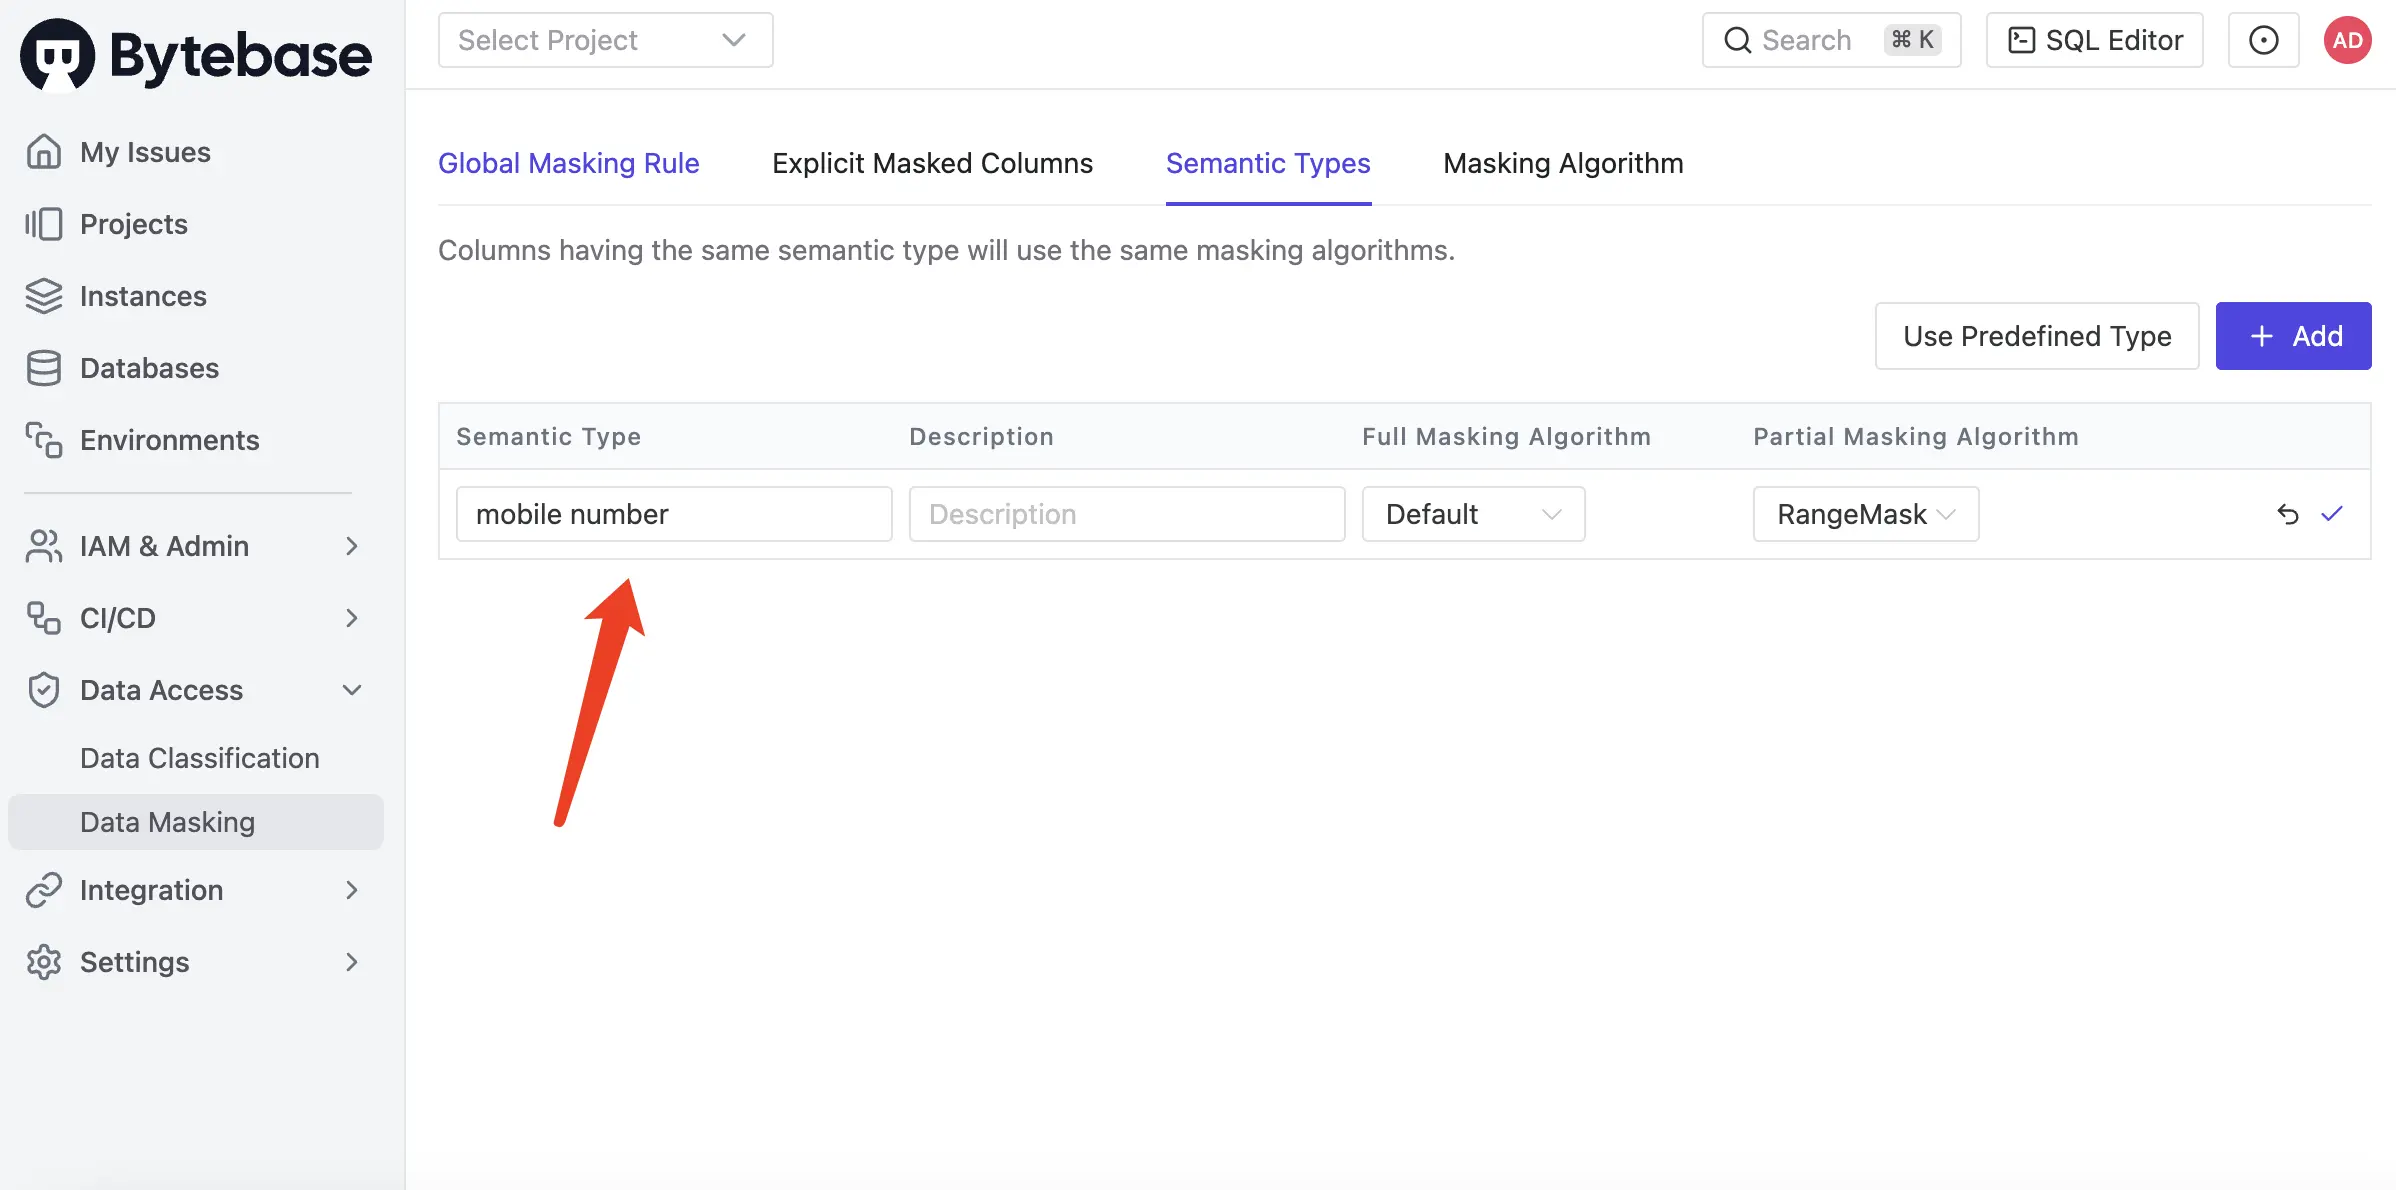 Bytebase
Select Project
Search ⌘ K
SQL Editor
AD
My Issues
Projects
Instances
Databases
Environments
IAM & Admin
CI/CD
Data Access
Data Classification
Data Masking
Integration
Settings
Global Masking Rule
Explicit Masked Columns
Semantic Types
Masking Algorithm
Columns having the same semantic type will use the same masking algorithms.
Use Predefined Type
+ Add
Semantic Type
Description
Full Masking Algorithm
Partial Masking Algorithm
mobile number
Description
Default
RangeMask